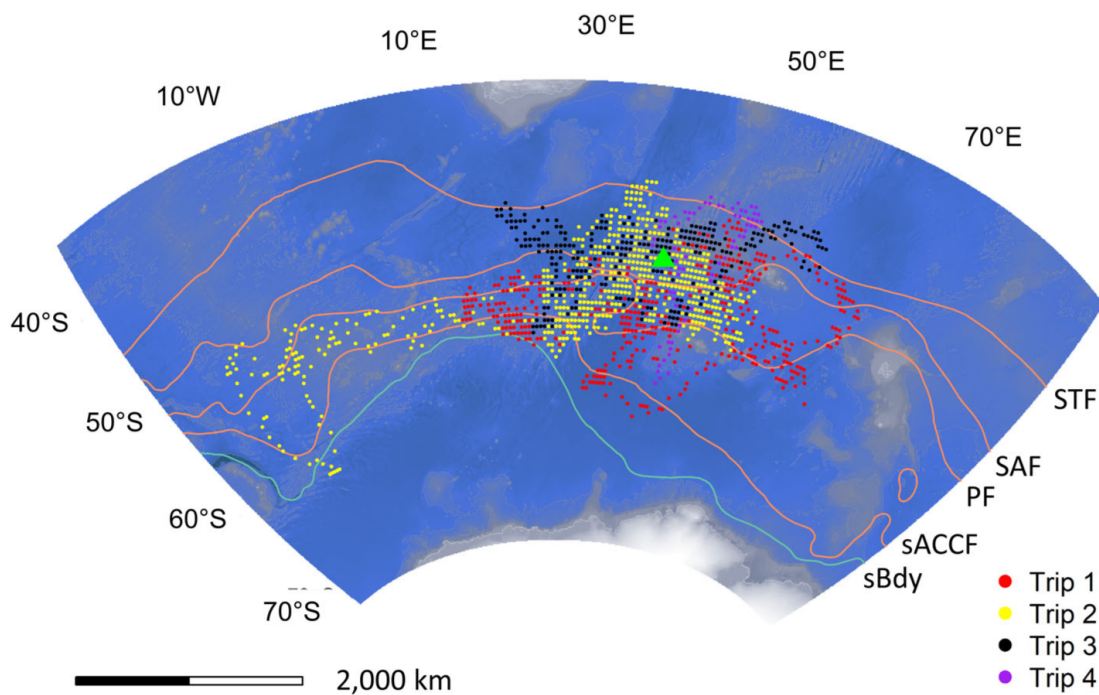 30°E
10°E
50°E
10°W
70°E
40°S
STF
50°S
SAF
PF
60°S
sACCF
sBdy
70°S
Trip 1
Trip 2
Trip 3
Trip 4
2,000 km